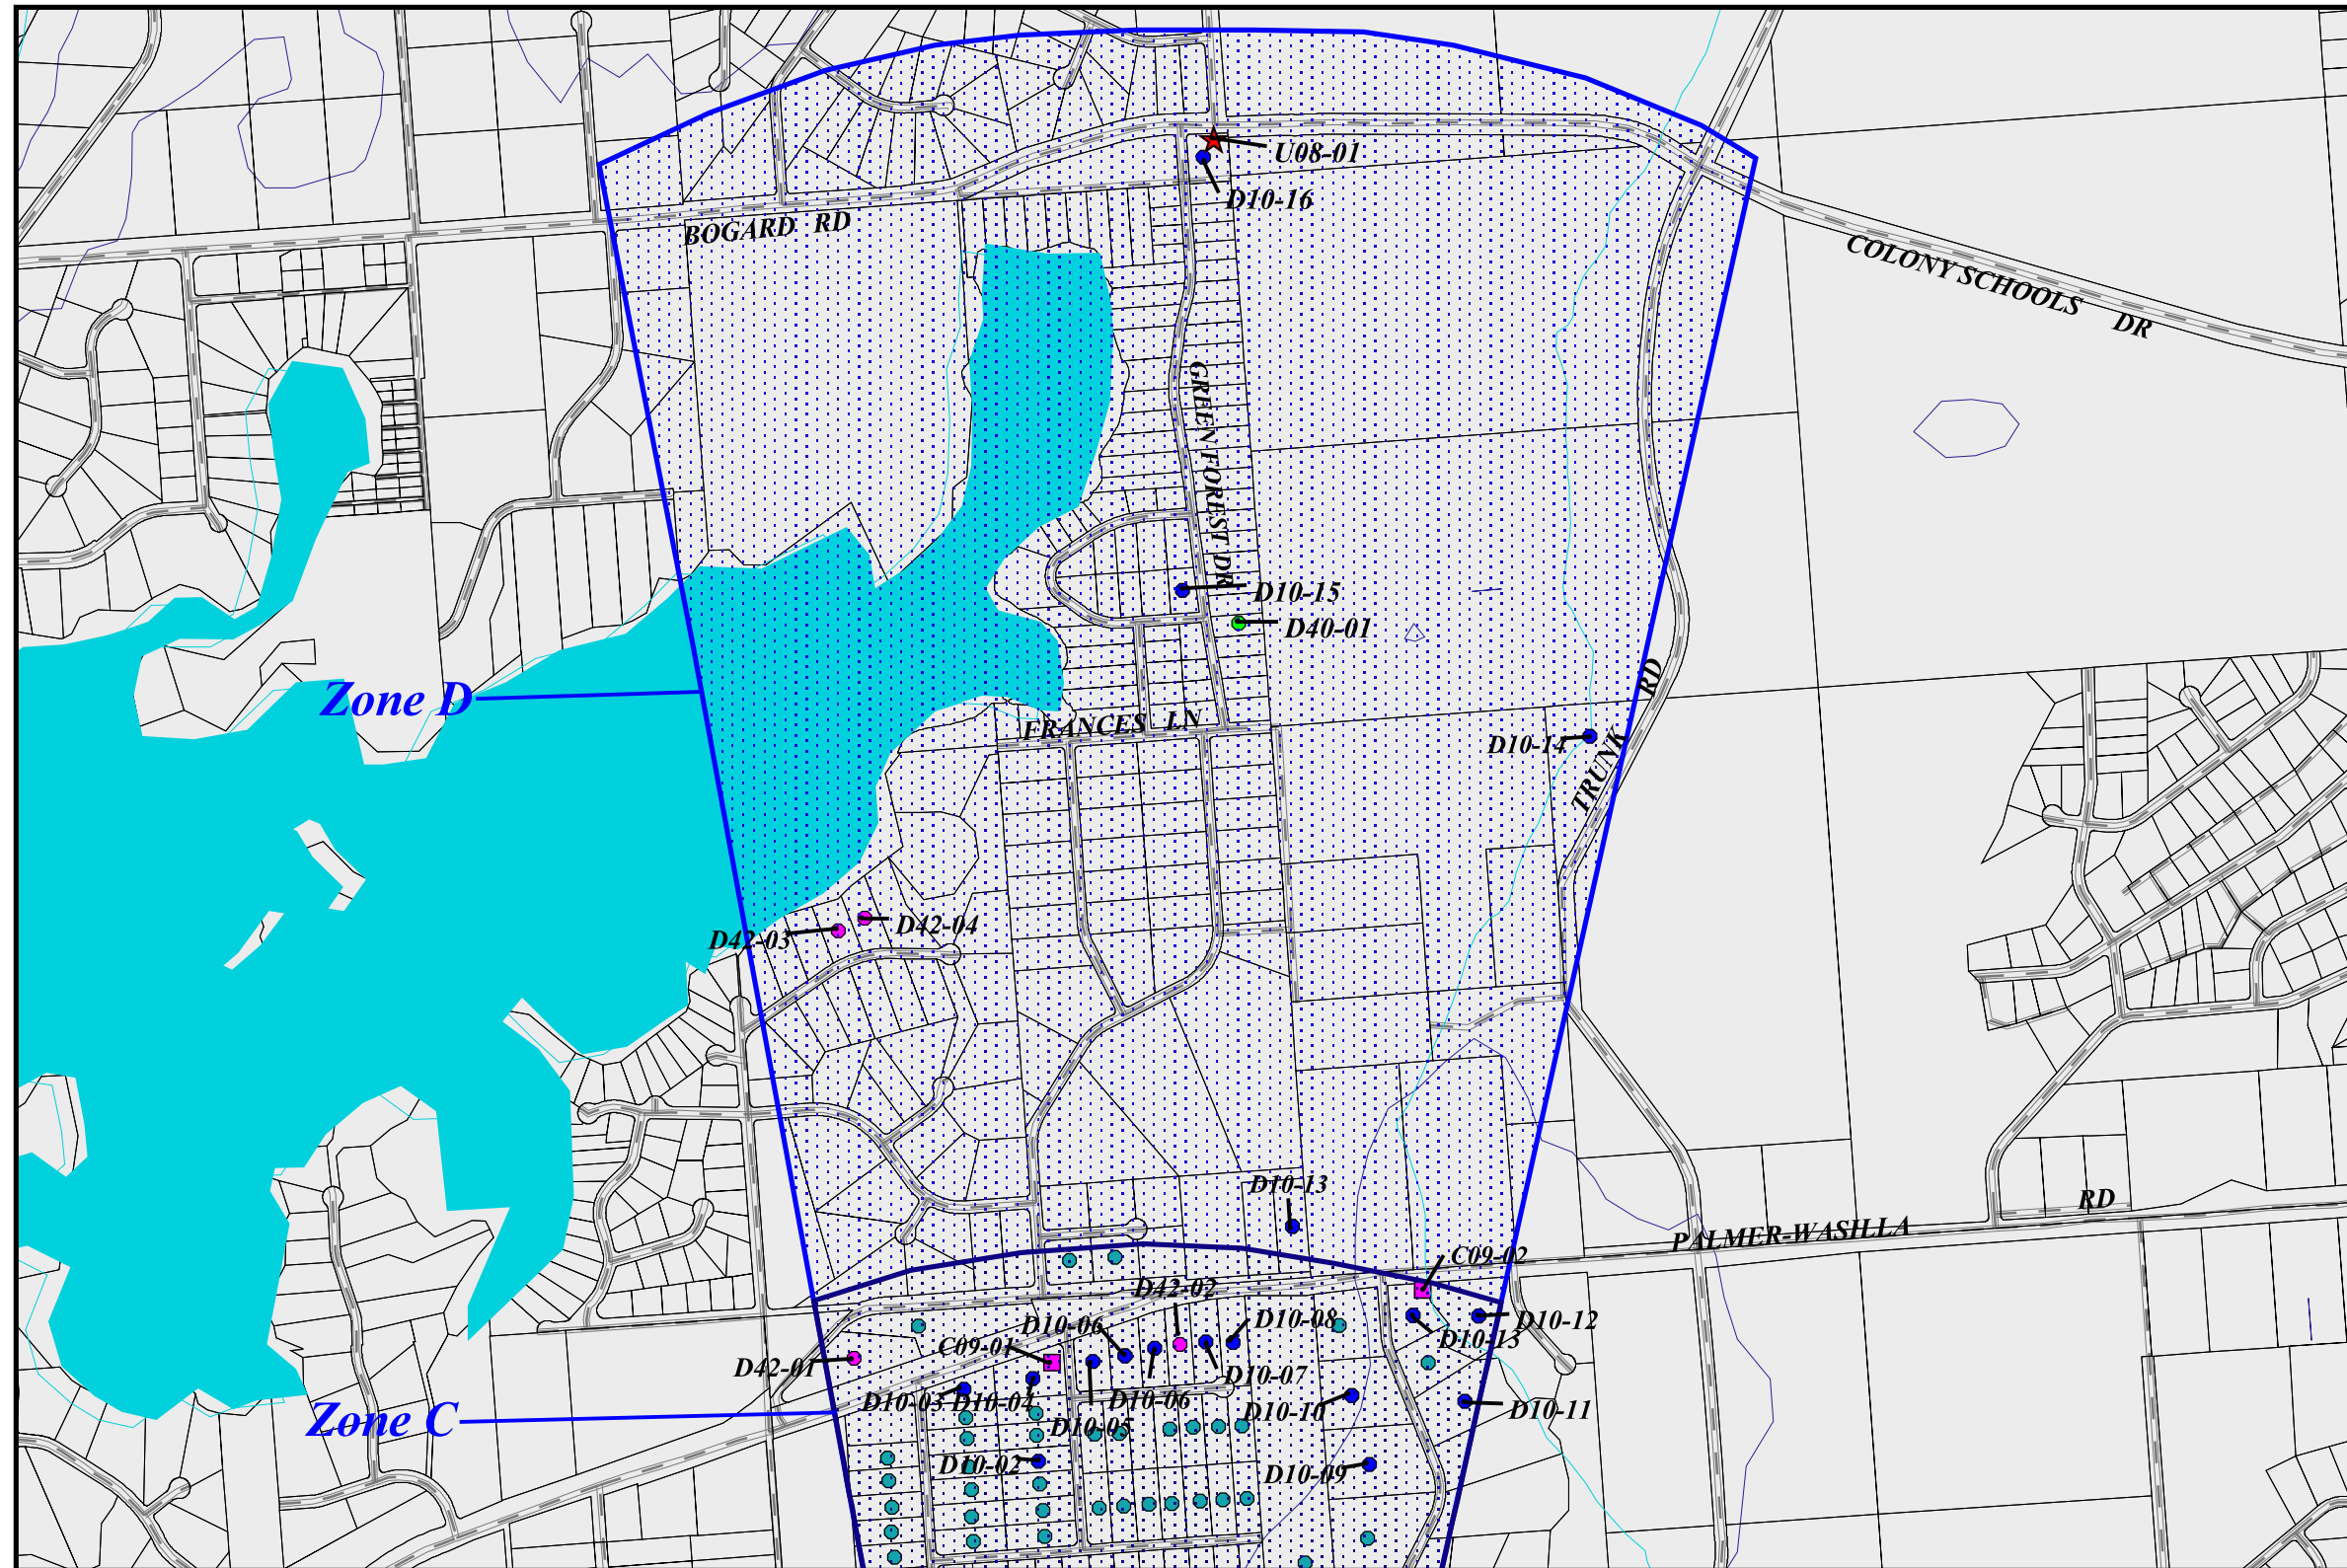 U08-01
D10-16
BOGARD RD
COLONY SCHOOLS DR
GREEN FOREST DR
D10-15
D40-01
Zone D
FRANCES LN
TRUNK RD
D10-14
D42-04
D42-03
D10-13
PALMER-WASILLA RD
C09-02
D42-02
D10-06
D10-08
D10-12
D10-13
C09-01
D42-01
D10-07
D10-03
D10-04
D10-06
D10-10
D10-11
Zone C
D10-05
D10-02
D10-09